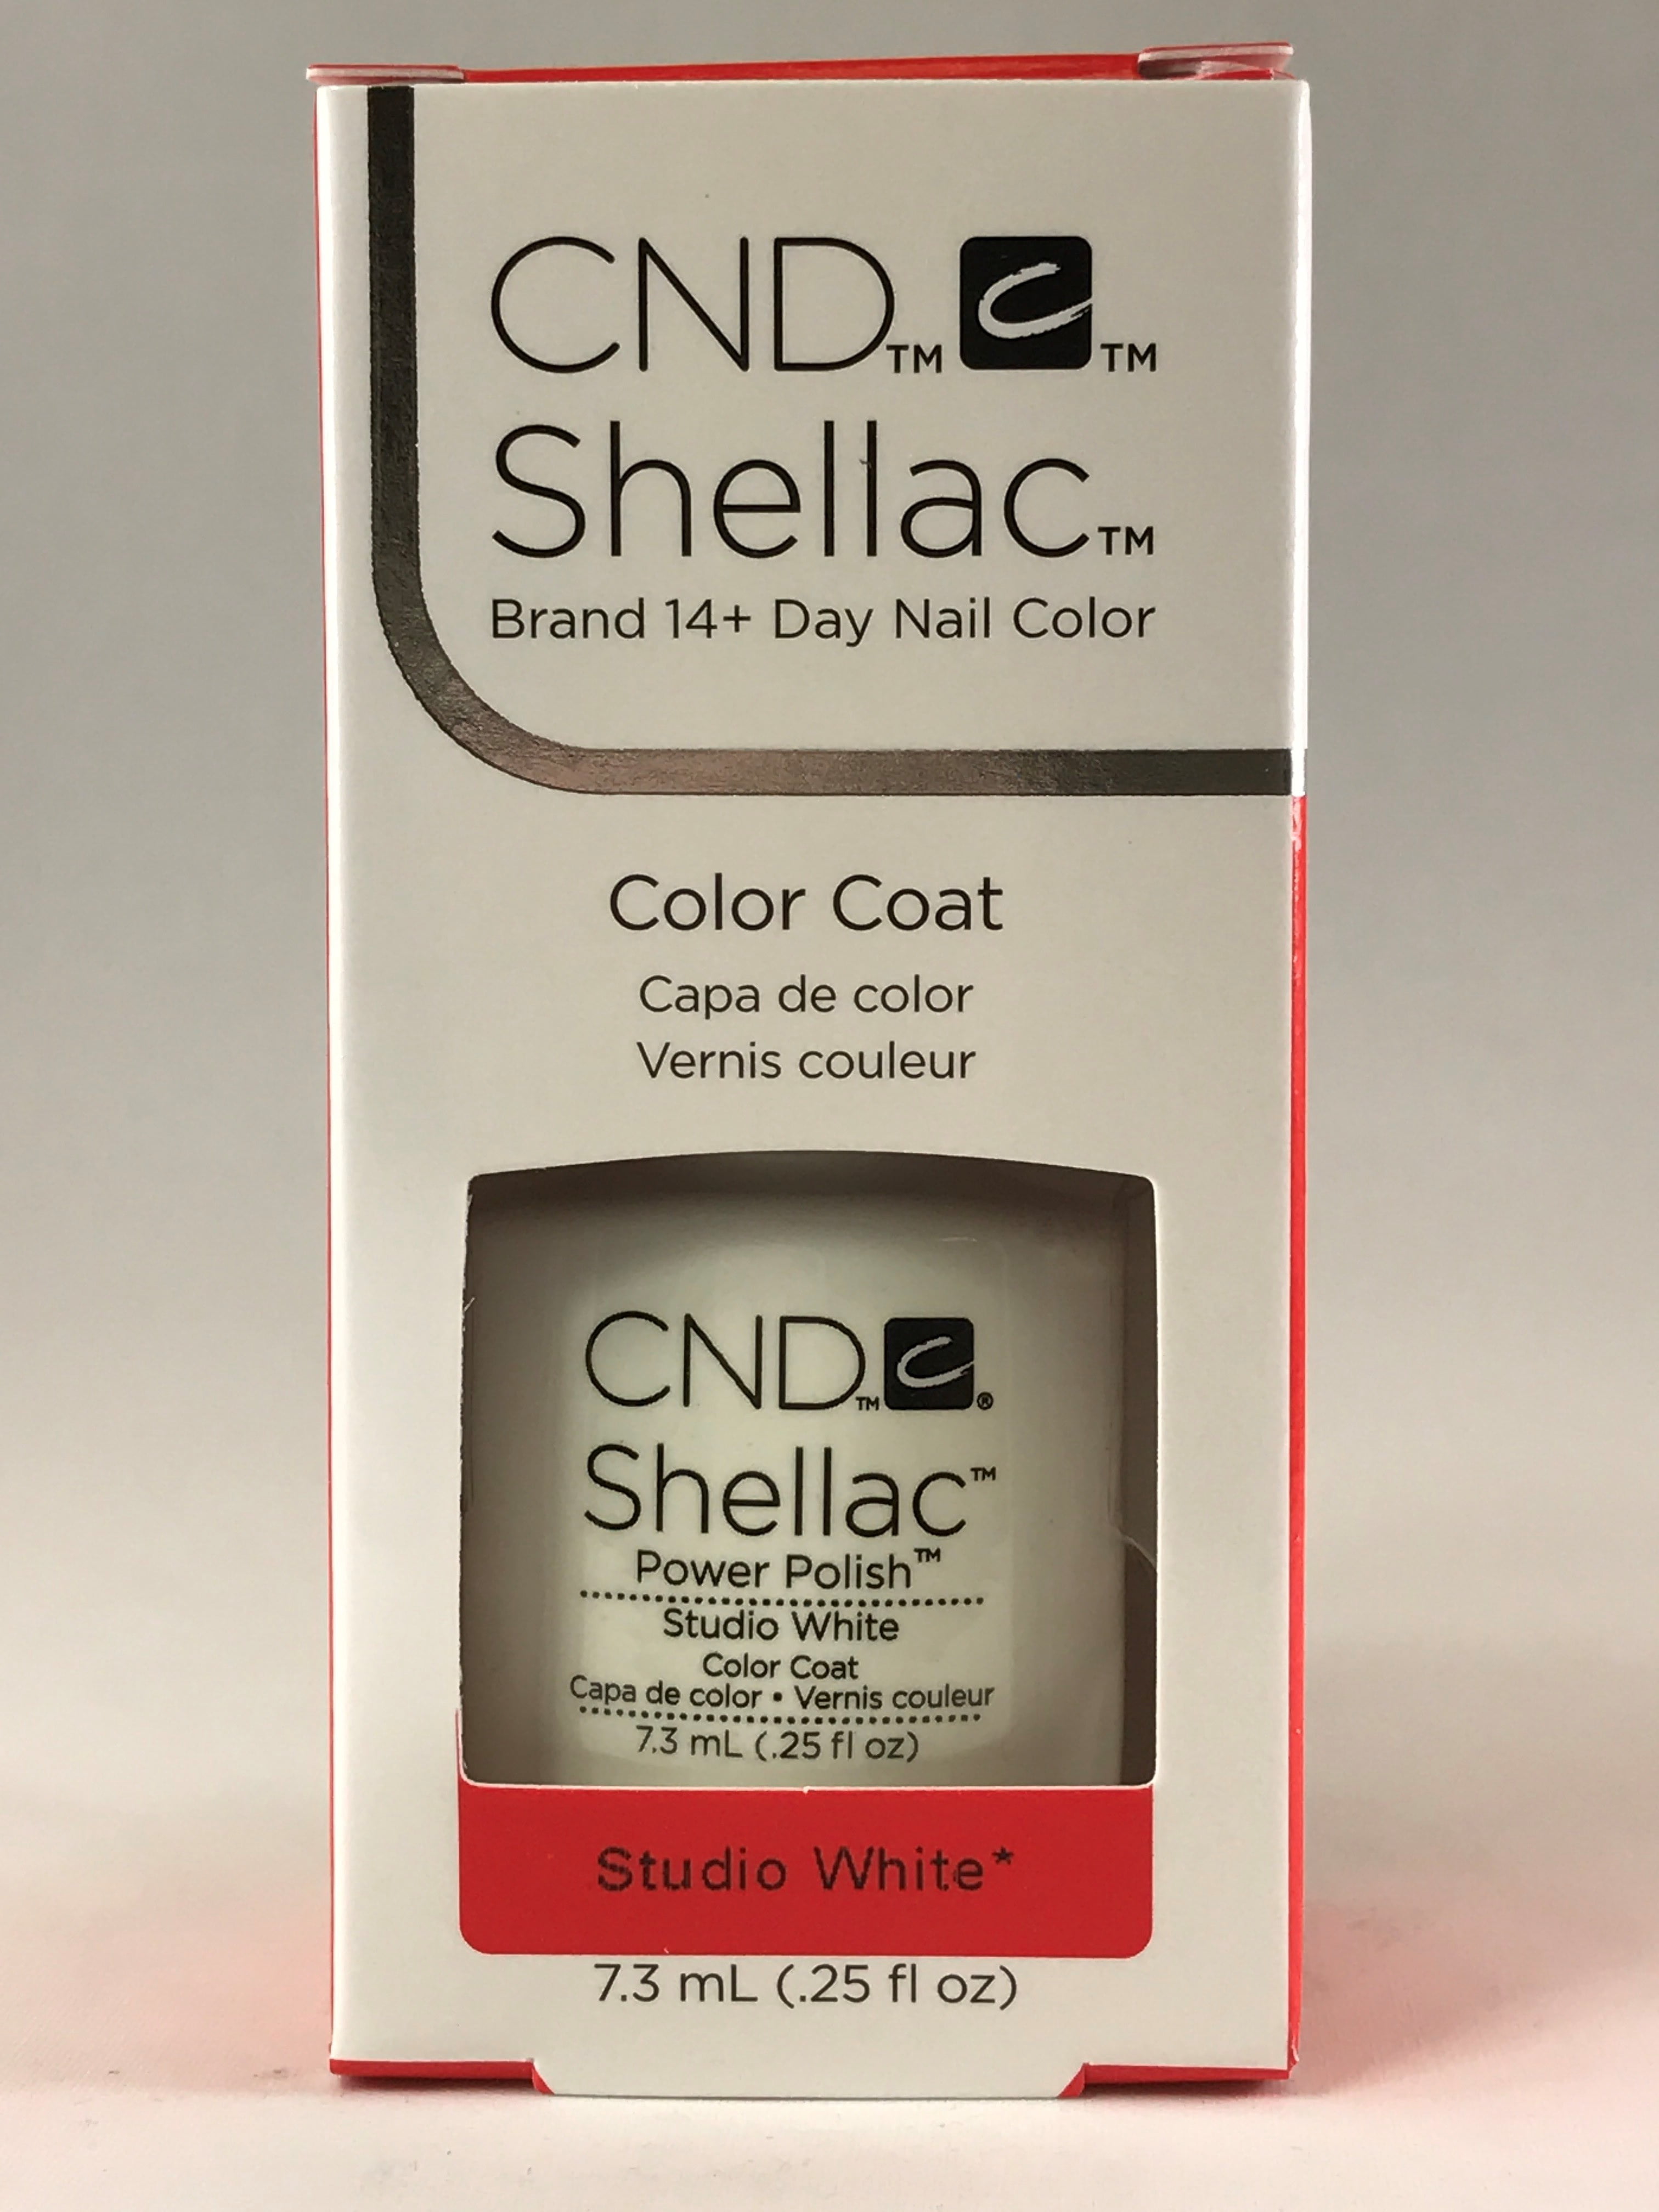 CND™ C™
Shellac™
Brand 14+ Day Nail Color
Color Coat
Capa de color
Vernis couleur
CND™ C®
Shellac™
Power Polish™
Studio White
Color Coat
Capa de color • Vernis couleur
7.3 mL (.25 fl oz)
Studio White*
7.3 mL (.25 fl oz)